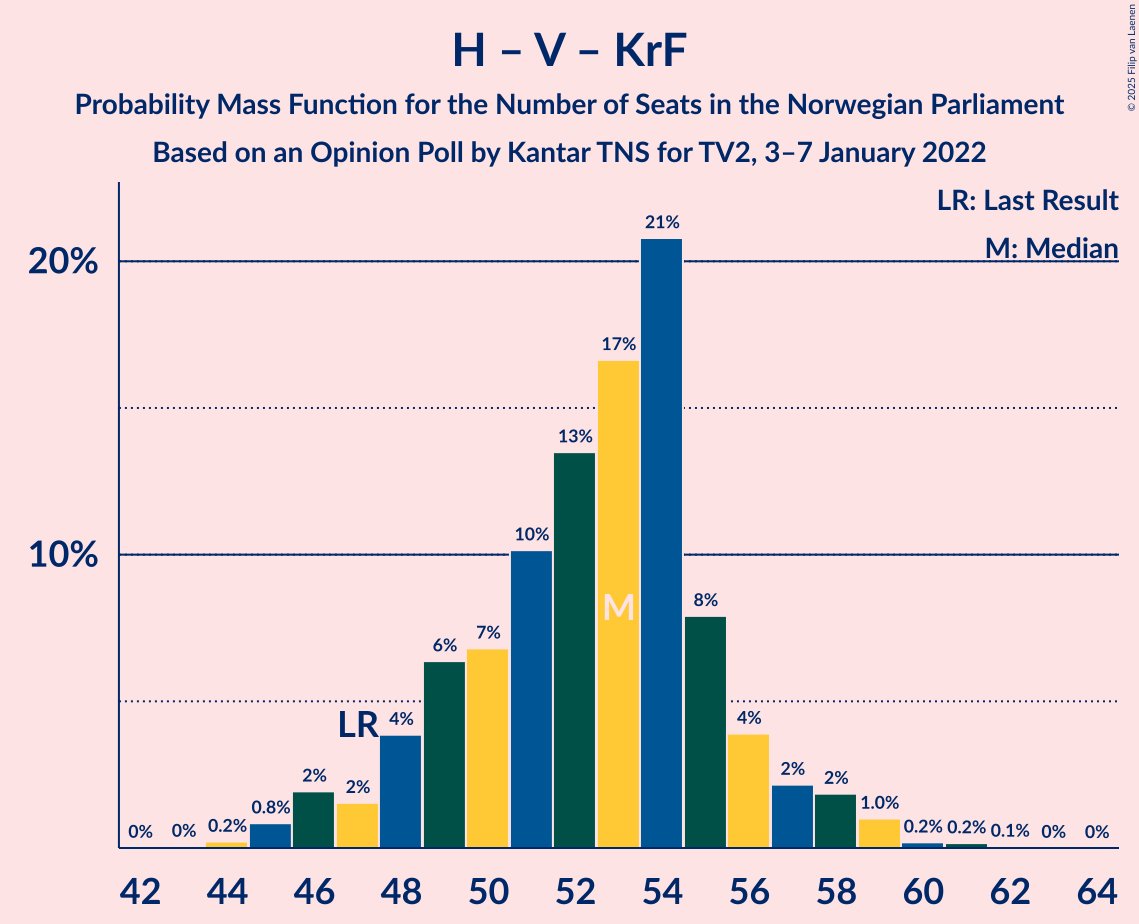 H – V – KrF
Probability Mass Function for the Number of Seats in the Norwegian Parliament
Based on an Opinion Poll by Kantar TNS for TV2, 3–7 January 2022
© 2025 Filip van Laenen
LR: Last Result
M: Median
20%
10%
0%
0%
0.2%
0.8%
2%
2%
LR
4%
6%
7%
10%
13%
17%
M
21%
8%
4%
2%
2%
1.0%
0.2%
0.2%
0.1%
0%
0%
42 44 46 48 50 52 54 56 58 60 62 64